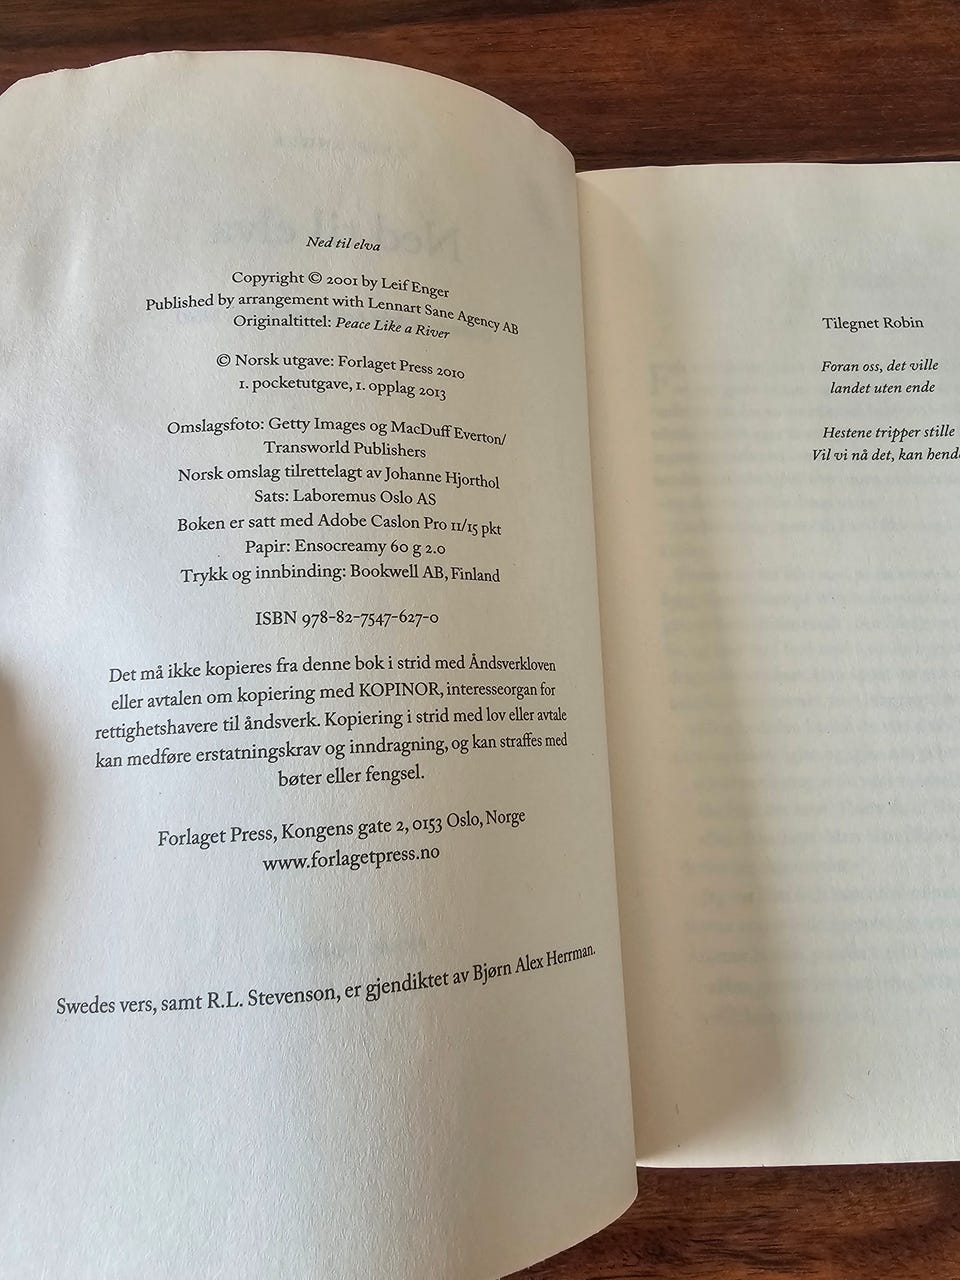 Ned til elva
Copyright © 2001 by Leif Enger
Published by arrangement with Lennart Sane Agency AB
Originaltittel: Peace Like a River
© Norsk utgave: Forlaget Press 2010
1. pocketutgave, 1. opplag 2013
Omslagsfoto: Getty Images og MacDuff Everton/
Transworld Publishers
Norsk omslag tilrettelagt av Johanne Hjorthol
Sats: Laboremus Oslo AS
Boken er satt med Adobe Caslon Pro 11/15 pkt
Papir: Ensocreamy 60 g 2.0
Trykk og innbinding: Bookwell AB, Finland
ISBN 978-82-7547-627-0
Det må ikke kopieres fra denne bok i strid med Åndsverkloven
eller avtalen om kopiering med KOPINOR, interesseorgan for
rettighetshavere til åndsverk. Kopiering i strid med lov eller avtale
kan medføre erstatningskrav og inndragning, og kan straffes med
bøter eller fengsel.
Forlaget Press, Kongens gate 2, 0153 Oslo, Norge
www.forlagetpress.no
Swedes vers, samt R.L. Stevenson, er gjendiktet av Bjørn Alex Herrman.
Tilegnet Robin
Foran oss, det ville
landet uten ende
Hestene tripper stille
Vil vi nå det, kan hend